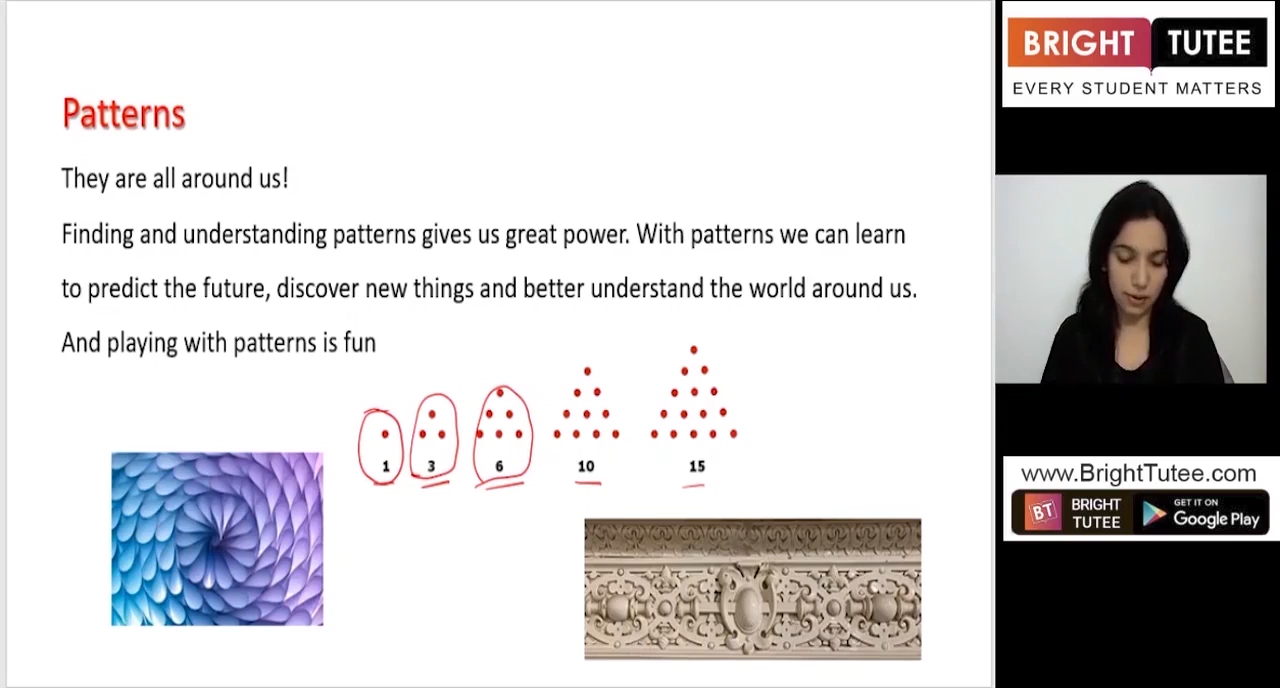 Patterns
They are all around us!
Finding and understanding patterns gives us great power. With patterns we can learn
to predict the future, discover new things and better understand the world around us.
And playing with patterns is fun
1 3 6 10 15
BRIGHT TUTEE
EVERY STUDENT MATTERS
www.BrightTutee.com
BT BRIGHT TUTEE
GET IT ON
Google Play